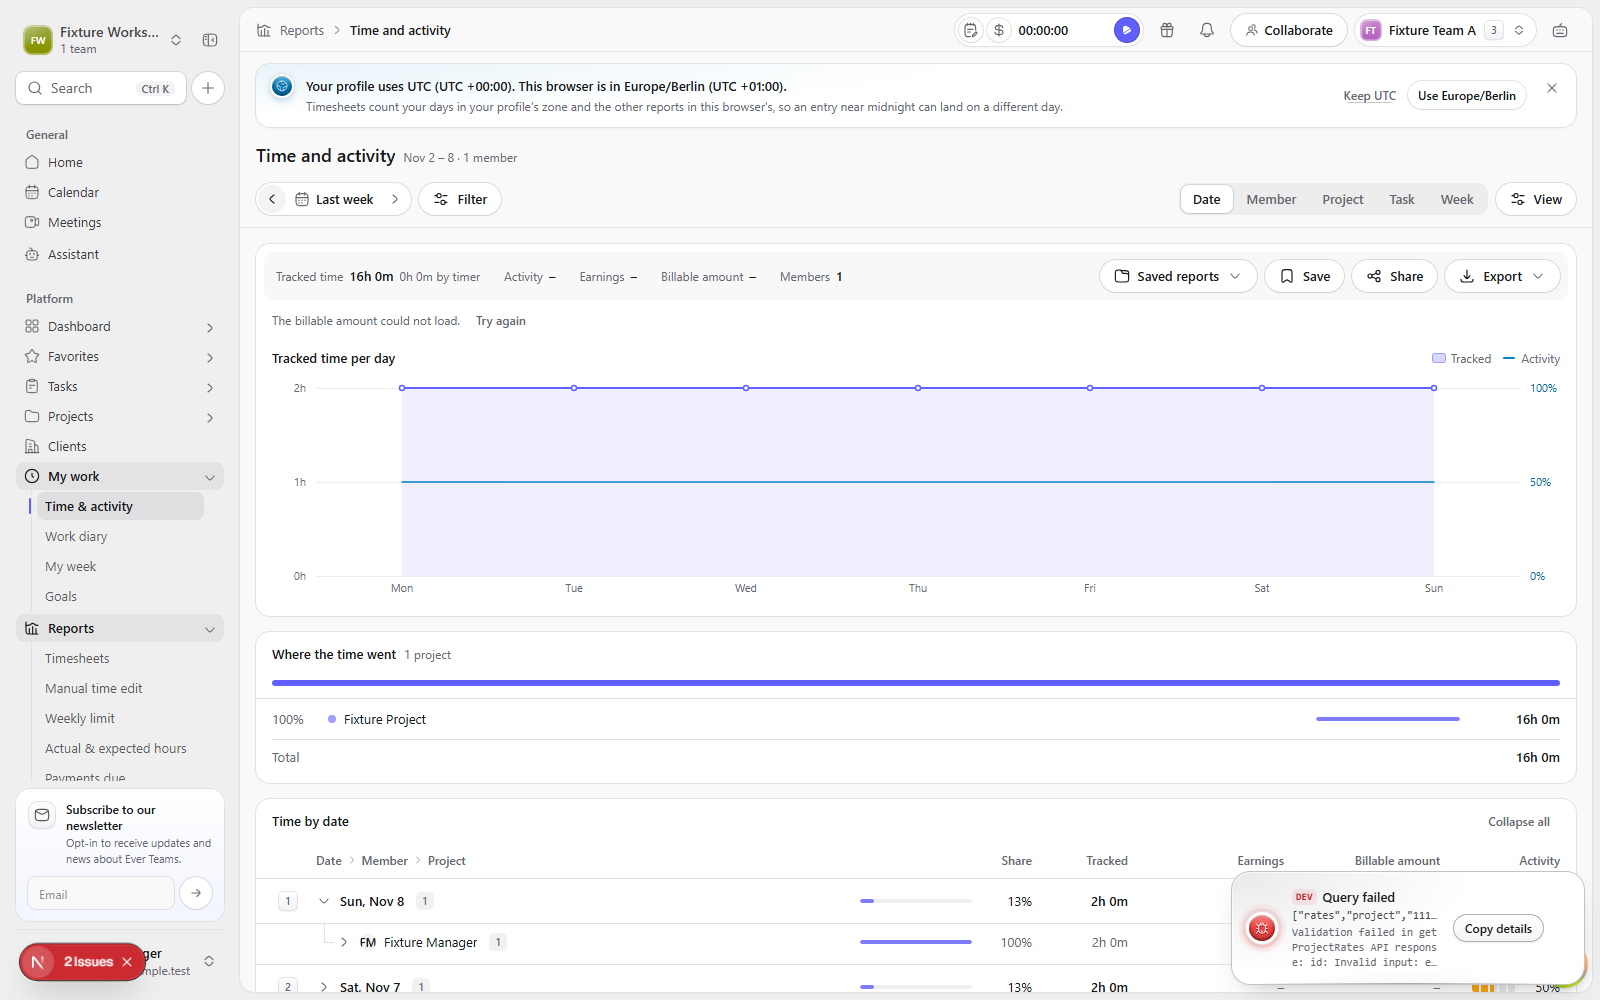 FW
Fixture Works...
1 team
Search
Ctrl K
General
Home
Calendar
Meetings
Assistant
Platform
Dashboard
Favorites
Tasks
Projects
Clients
My work
Time & activity
Work diary
My week
Goals
Reports
Timesheets
Manual time edit
Weekly limit
Actual & expected hours
Payments due
Subscribe to our newsletter
Opt-in to receive updates and news about Ever Teams.
Email
N
2 Issues
ger
mple.test
Reports
Time and activity
$
00:00:00
Collaborate
FT
Fixture Team A
3
Your profile uses UTC (UTC +00:00). This browser is in Europe/Berlin (UTC +01:00).
Timesheets count your days in your profile's zone and the other reports in this browser's, so an entry near midnight can land on a different day.
Keep UTC
Use Europe/Berlin
Time and activity
Nov 2 – 8 · 1 member
Last week
Filter
Date
Member
Project
Task
Week
View
Tracked time 16h 0m 0h 0m by timer
Activity –
Earnings –
Billable amount –
Members 1
Saved reports
Save
Share
Export
The billable amount could not load. Try again
Tracked time per day
Tracked
Activity
2h
1h
0h
100%
50%
0%
Mon
Tue
Wed
Thu
Fri
Sat
Sun
Where the time went 1 project
100% Fixture Project 16h 0m
Total 16h 0m
Time by date
Collapse all
Date > Member > Project
Share
Tracked
Earnings
Billable amount
Activity
1 Sun, Nov 8 1 13% 2h 0m
FM Fixture Manager 1 100% 2h 0m
2 Sat, Nov 7 1 13% 2h 0m – – 50%
DEV Query failed
["rates","project","111…
Validation failed in get
ProjectRates API respons
e: id: Invalid input: e…
Copy details